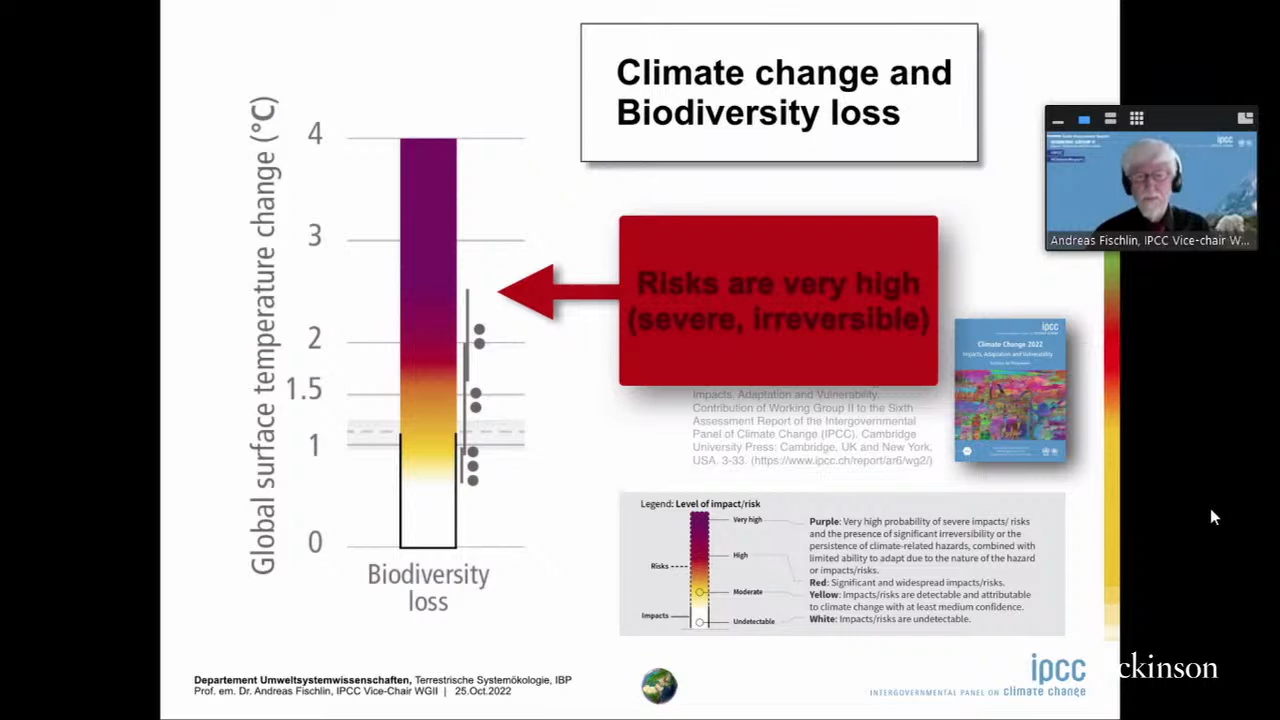 Climate change and
Biodiversity loss
Global surface temperature change (°C)
4
3
2
1.5
1
0
Biodiversity
loss
Risks are very high
(severe, irreversible)
Impacts, Adaptation and Vulnerability.
Contribution of Working Group II to the Sixth
Assessment Report of the Intergovernmental
Panel of Climate Change (IPCC). Cambridge
University Press: Cambridge, UK and New York,
USA. 3-33. (https://www.ipcc.ch/report/ar6/wg2/)
ipcc
Climate Change 2022
Impacts, Adaptation and Vulnerability
ipcc
Andreas Fischlin, IPCC Vice-chair W...
Legend: Level of impact/risk
Very high
High
Risks
Moderate
Impacts
Undetectable
Purple: Very high probability of severe impacts/ risks
and the presence of significant irreversibility or the
persistence of climate-related hazards, combined with
limited ability to adapt due to the nature of the hazard
or impacts/risks.
Red: Significant and widespread impacts/risks.
Yellow: Impacts/risks are detectable and attributable
to climate change with at least medium confidence.
White: Impacts/risks are undetectable.
Departement Umweltsystemwissenschaften, Terrestrische Systemökologie, IBP
Prof. em. Dr. Andreas Fischlin, IPCC Vice-Chair WGII | 25.Oct.2022
ipcc
INTERGOVERNMENTAL PANEL ON climate change
ckinson